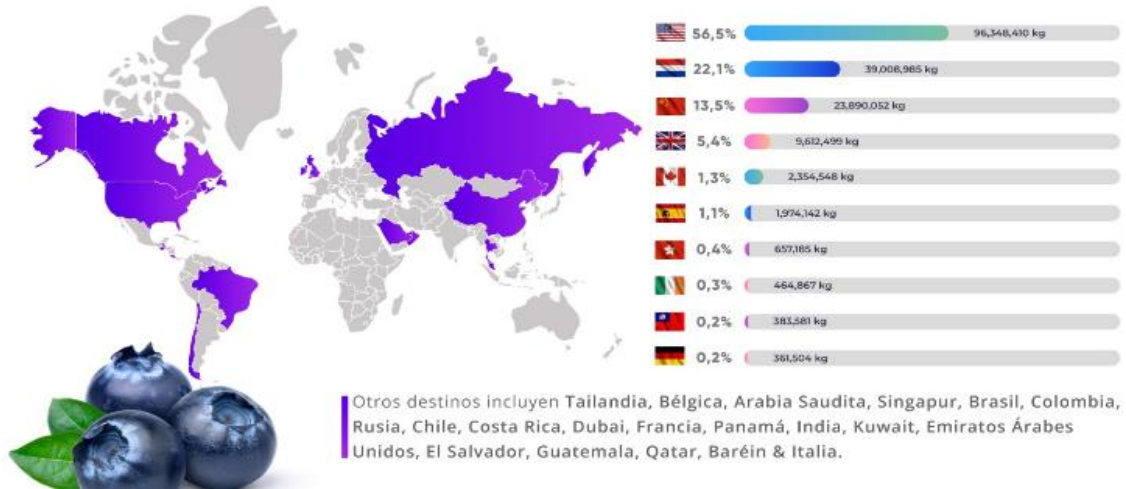 56,5% 96,348,410 kg
22,1% 39,008,985 kg
13,5% 23,890,052 kg
5,4% 9,612,499 kg
1,3% 2,354,548 kg
1,1% 1,974,142 kg
0,4% 657,185 kg
0,3% 464,867 kg
0,2% 383,581 kg
0,2% 361,504 kg
Otros destinos incluyen Tailandia, Bélgica, Arabia Saudita, Singapur, Brasil, Colombia,
Rusia, Chile, Costa Rica, Dubai, Francia, Panamá, India, Kuwait, Emiratos Árabes
Unidos, El Salvador, Guatemala, Qatar, Baréin & Italia.